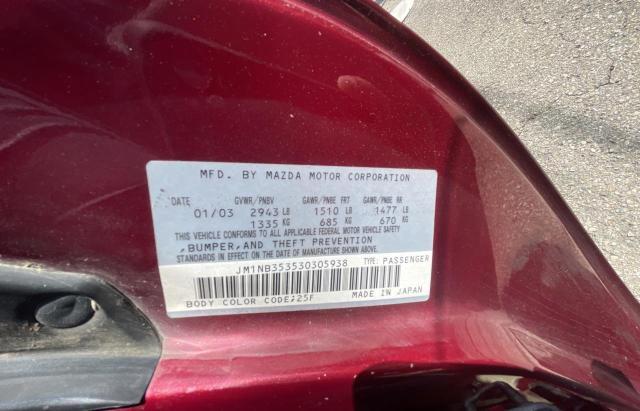 MFD. BY MAZDA MOTOR CORPORATION
DATE GVWR/PNBV GAWR/PNBE FRT GAWR/PNBE RR
01/03 2943 LB 1510 LB 1477 LB
1335 KG 685 KG 670 KG
THIS VEHICLE CONFORMS TO ALL APPLICABLE FEDERAL MOTOR VEHICLE SAFETY
, BUMPER, AND THEFT PREVENTION
STANDARDS IN EFFECT ON THE DATE OF MANUFACTURE SHOWN ABOVE.
JM1NB353530305938 TYPE: PASSENGER
BODY COLOR CODE:25F MADE IN JAPAN